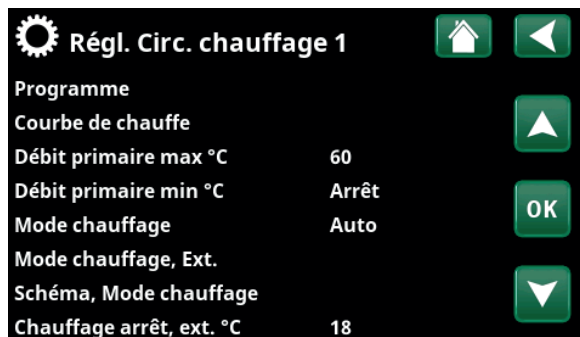 Régl. Circ. chauffage 1
Programme
Courbe de chauffe
Débit primaire max °C 60
Débit primaire min °C Arrêt
Mode chauffage Auto
OK
Mode chauffage, Ext.
Schéma, Mode chauffage
Chauffage arrêt, ext. °C 18